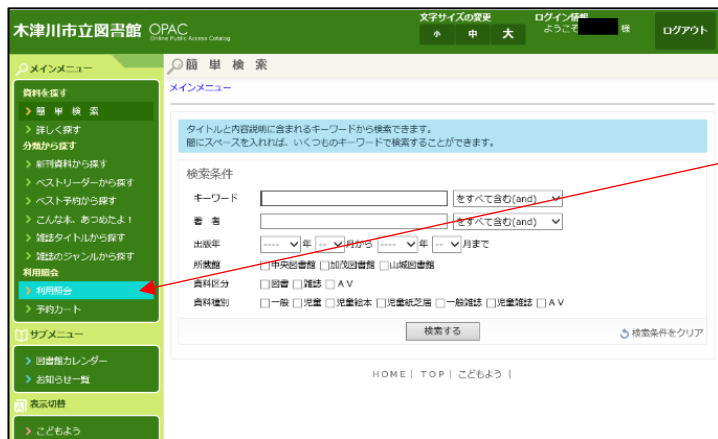 木津川市立図書館 OPAC
Online Public Access Catalog
文字サイズの変更
小 中 大
ログイン情報
ようこそ 様
ログアウト
メインメニュー
資料を探す
> 簡 単 検 索
> 詳しく探す
分類から探す
> 新刊資料から探す
> ベストリーダーから探す
> ベスト予約から探す
> こんな本、あつめたよ！
> 雑誌タイトルから探す
> 雑誌のジャンルから探す
利用照会
> 利用照会
> 予約カート
サブメニュー
> 図書館カレンダー
> お知らせ一覧
表示切替
> こどもよう
簡 単 検 索
メインメニュー
タイトルと内容説明に含まれるキーワードから検索できます。
間にスペースを入れれば、いくつものキーワードで検索することができます。
検索条件
キーワード をすべて含む(and)
著 者 をすべて含む(and)
出版年 ---- 年 -- 月から ---- 年 -- 月まで
所蔵館 □中央図書館 □加茂図書館 □山城図書館
資料区分 □図書 □雑誌 □ＡＶ
資料種別 □一般 □児童 □児童絵本 □児童紙芝居 □一般雑誌 □児童雑誌 □ＡＶ
検索する
検索条件をクリア
HOME | TOP | こどもよう |